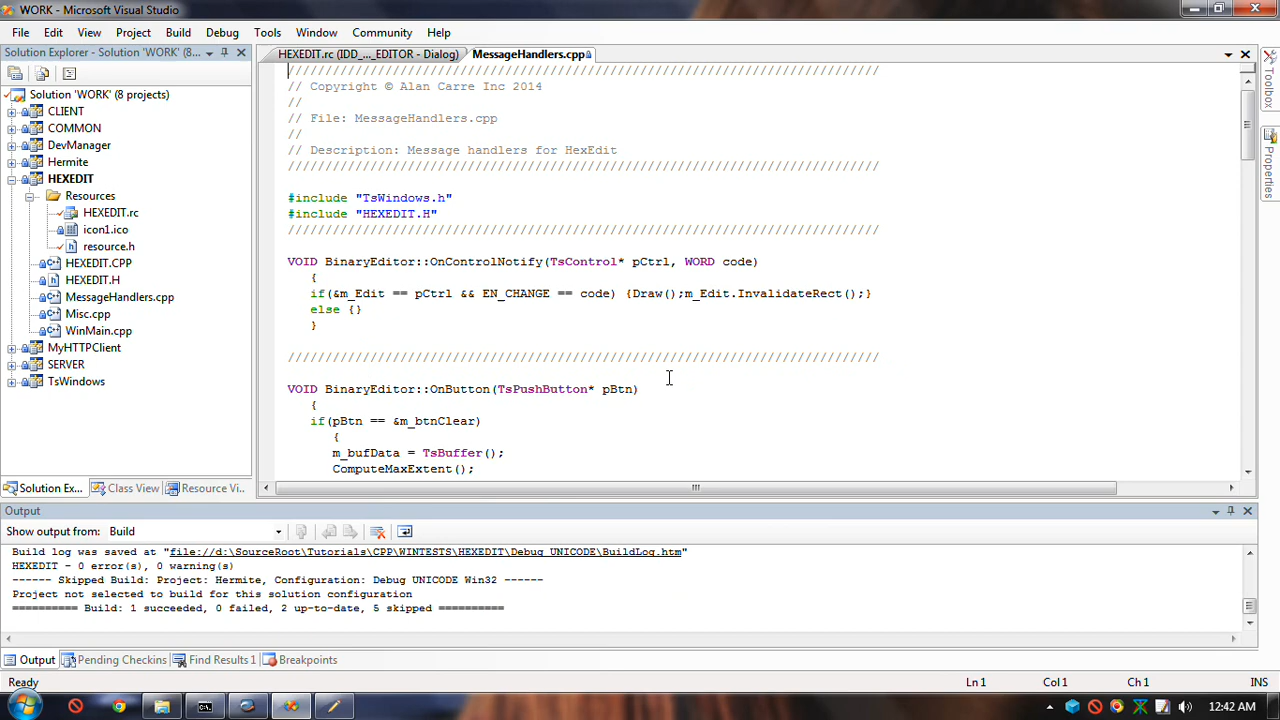 WORK - Microsoft Visual Studio
File Edit View Project Build Debug Tools Window Community Help
Solution Explorer - Solution 'WORK' (8...
Solution 'WORK' (8 projects)
CLIENT
COMMON
DevManager
Hermite
HEXEDIT
Resources
HEXEDIT.rc
icon1.ico
resource.h
HEXEDIT.CPP
HEXEDIT.H
MessageHandlers.cpp
Misc.cpp
WinMain.cpp
MyHTTPClient
SERVER
TsWindows
Solution Ex... Class View Resource Vi...
HEXEDIT.rc (IDD_..._EDITOR - Dialog) MessageHandlers.cpp
////////////////////////////////////////////////////////////////////////////////
// Copyright © Alan Carre Inc 2014
//
// File: MessageHandlers.cpp
//
// Description: Message handlers for HexEdit
////////////////////////////////////////////////////////////////////////////////
#include "TsWindows.h"
#include "HEXEDIT.H"
////////////////////////////////////////////////////////////////////////////////
VOID BinaryEditor::OnControlNotify(TsControl* pCtrl, WORD code)
{
if(&m_Edit == pCtrl && EN_CHANGE == code) {Draw();m_Edit.InvalidateRect();}
else {}
}
////////////////////////////////////////////////////////////////////////////////
VOID BinaryEditor::OnButton(TsPushButton* pBtn)
{
if(pBtn == &m_btnClear)
{
m_bufData = TsBuffer();
ComputeMaxExtent();
Toolbox
Properties
Output
Show output from: Build
Build log was saved at "file://d:\SourceRoot\Tutorials\CPP\WINTESTS\HEXEDIT\Debug_UNICODE\BuildLog.htm"
HEXEDIT - 0 error(s), 0 warning(s)
------ Skipped Build: Project: Hermite, Configuration: Debug UNICODE Win32 ------
Project not selected to build for this solution configuration
========== Build: 1 succeeded, 0 failed, 2 up-to-date, 5 skipped ==========
Output Pending Checkins Find Results 1 Breakpoints
Ready Ln 1 Col 1 Ch 1 INS
12:42 AM